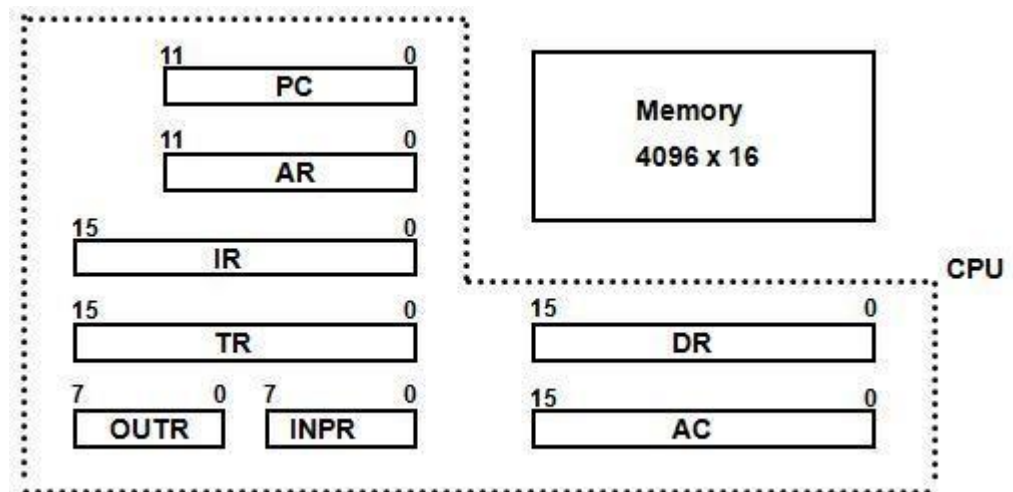 11 0
PC
11 0
AR
15 0
IR
15 0
TR
7 0 7 0
OUTR INPR
Memory
4096 x 16
CPU
15 0
DR
15 0
AC